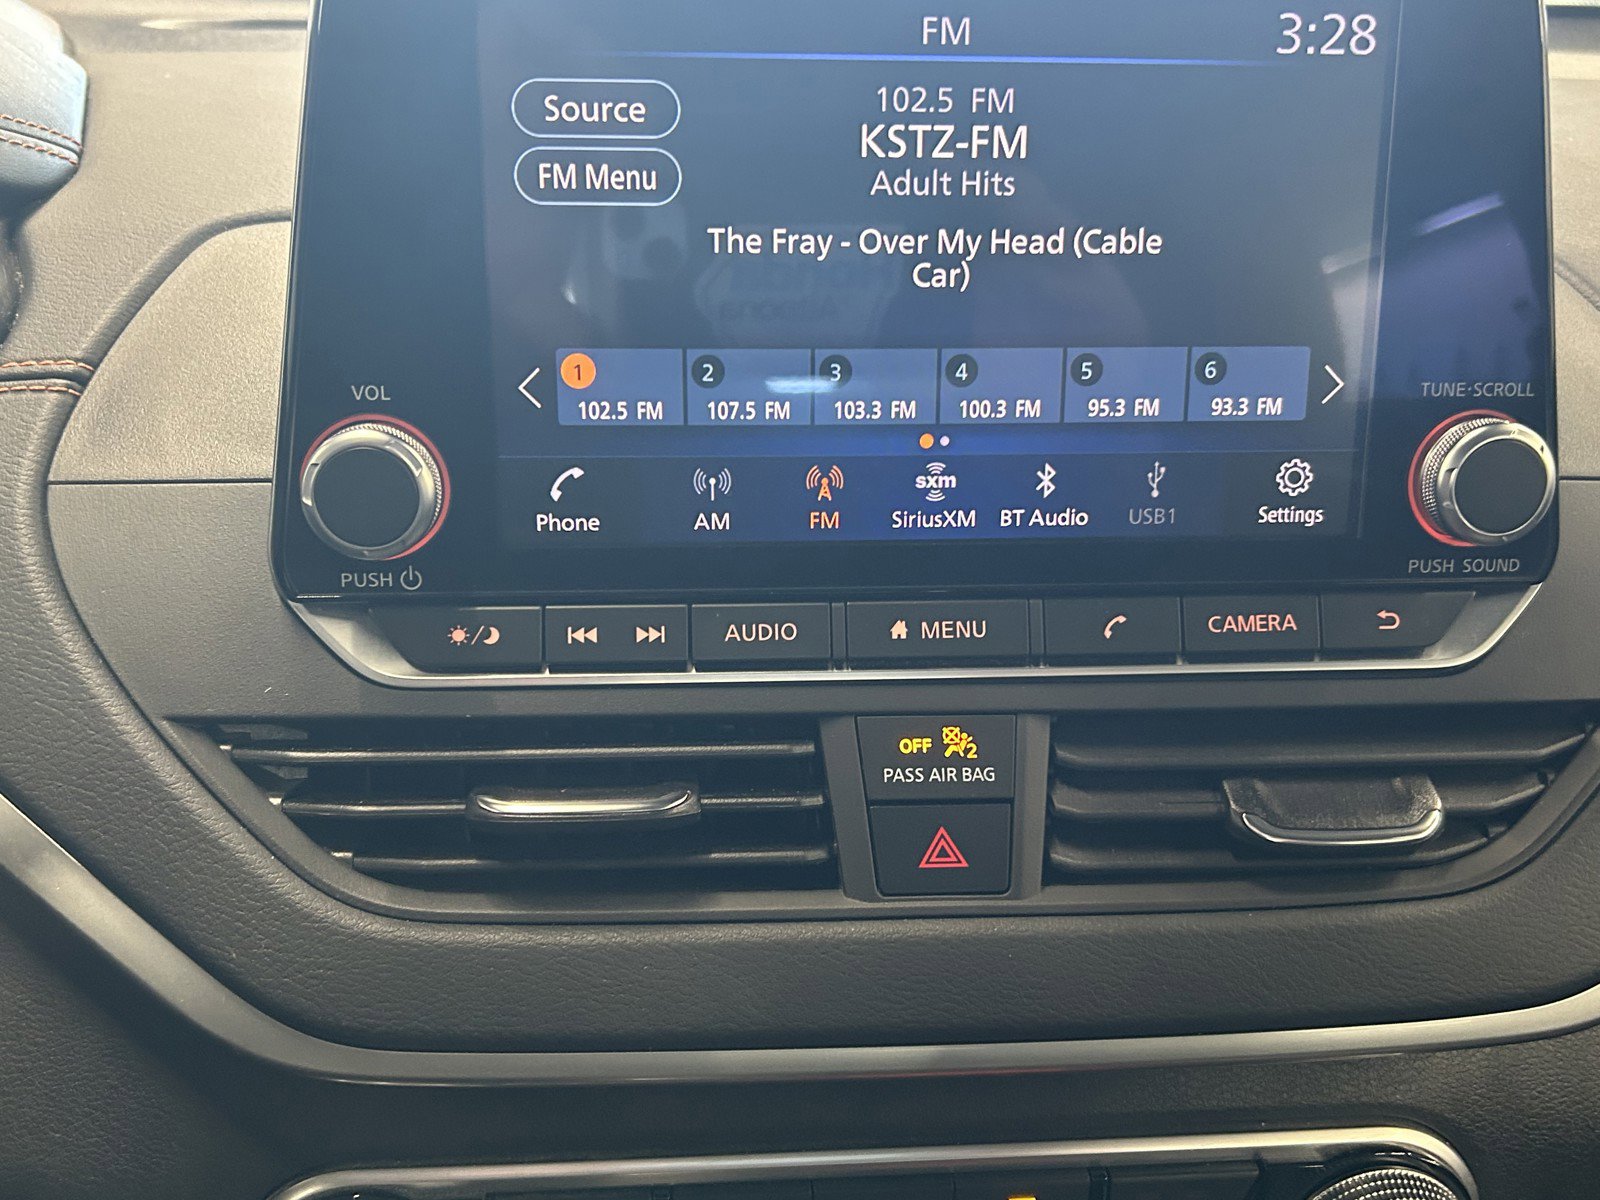 FM
3:28
Source
102.5 FM
KSTZ-FM
FM Menu
Adult Hits
The Fray - Over My Head (Cable
Car)
1
2
3
4
5
6
102.5 FM
107.5 FM
103.3 FM
100.3 FM
95.3 FM
93.3 FM
VOL
TUNE·SCROLL
sxm
Phone
AM
FM
SiriusXM
BT Audio
USB1
Settings
PUSH
PUSH SOUND
AUDIO
MENU
CAMERA
OFF
2
PASS AIR BAG